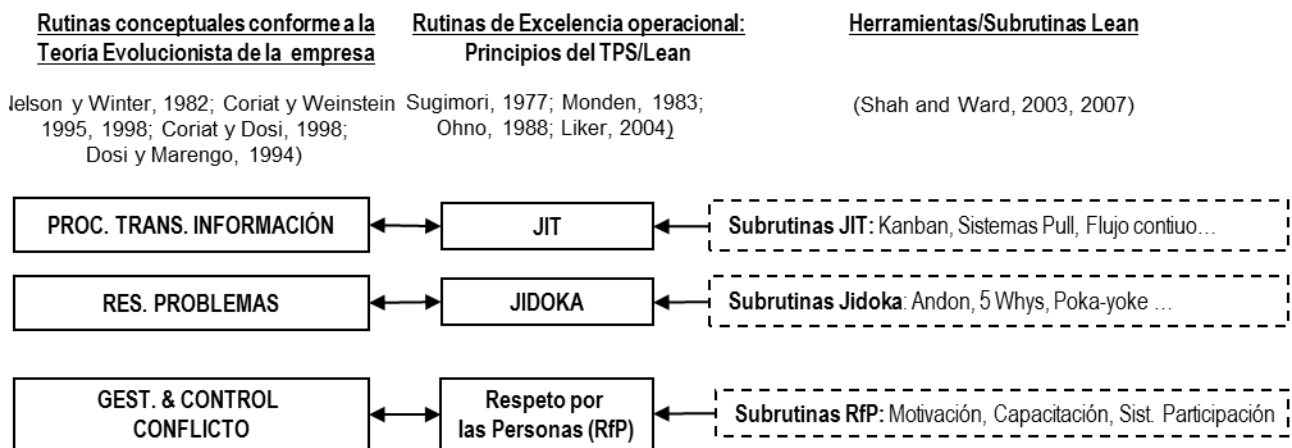 Rutinas conceptuales conforme a la
Teoría Evolucionista de la empresa
Rutinas de Excelencia operacional:
Principios del TPS/Lean
Herramientas/Subrutinas Lean
lelson y Winter, 1982; Coriat y Weinstein
1995, 1998; Coriat y Dosi, 1998;
Dosi y Marengo, 1994)
Sugimori, 1977; Monden, 1983;
Ohno, 1988; Liker, 2004)
(Shah and Ward, 2003, 2007)
PROC. TRANS. INFORMACIÓN
JIT
Subrutinas JIT: Kanban, Sistemas Pull, Flujo contiuo…
RES. PROBLEMAS
JIDOKA
Subrutinas Jidoka: Andon, 5 Whys, Poka-yoke …
GEST. & CONTROL
CONFLICTO
Respeto por
las Personas (RfP)
Subrutinas RfP: Motivación, Capacitación, Sist. Participación